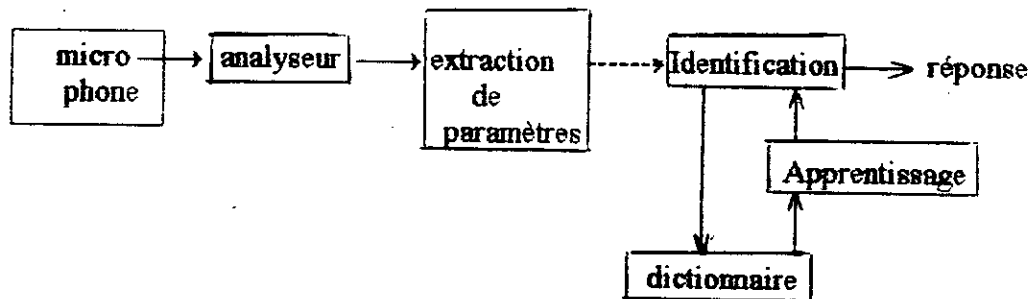 micro
phone
analyseur
extraction
de
paramètres
Identification
réponse
Apprentissage
dictionnaire